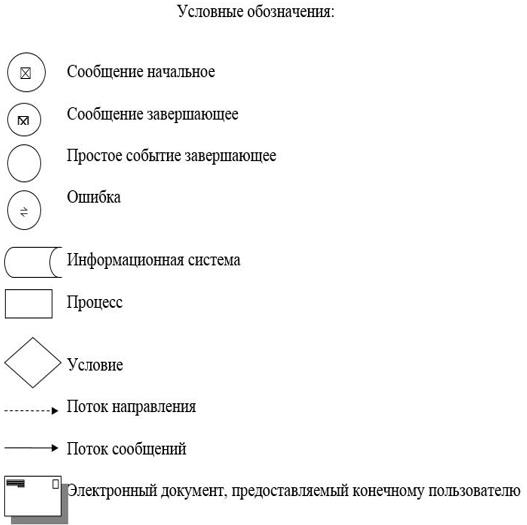 Условные обозначения:
Сообщение начальное
Сообщение завершающее
Простое событие завершающее
Ошибка
Информационная система
Процесс
Условие
Поток направления
Поток сообщений
Электронный документ, предоставляемый конечному пользователю